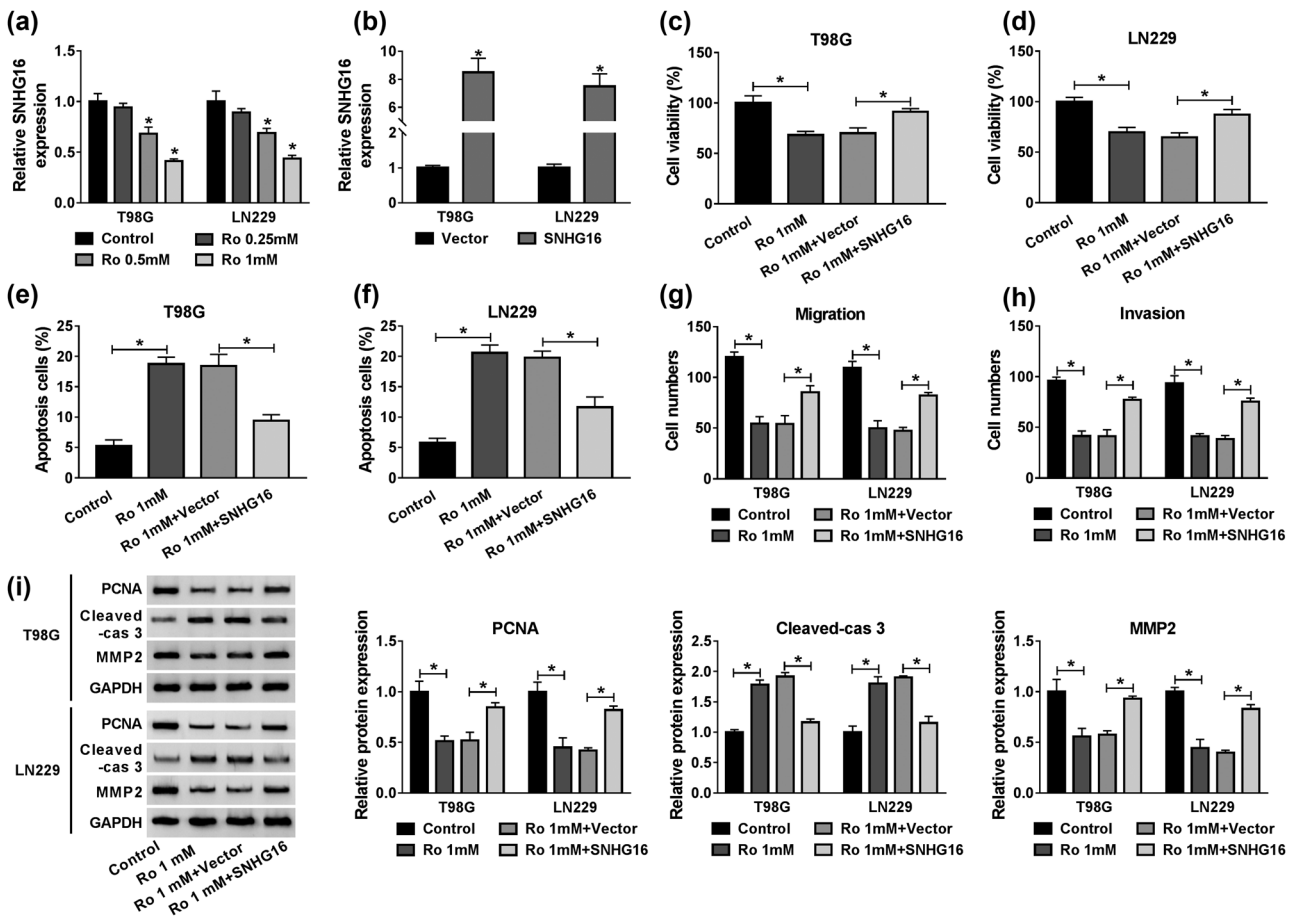 (a)
Relative SNHG16
expression
1.5
1.0
0.5
0.0
*
*
*
*
T98G
LN229
Control
Ro 0.25mM
Ro 0.5mM
Ro 1mM
(b)
Relative SNHG16
expression
10
8
6
4
2
2
1
0
*
*
T98G
LN229
Vector
SNHG16
(c)
T98G
Cell viability (%)
150
100
50
0
*
*
Control
Ro 1mM
Ro 1mM+Vector
Ro 1mM+SNHG16
(d)
LN229
Cell viability (%)
150
100
50
0
*
*
Control
Ro 1mM
Ro 1mM+Vector
Ro 1mM+SNHG16
(e)
T98G
Apoptosis cells (%)
25
20
15
10
5
0
*
*
Control
Ro 1mM
Ro 1mM+Vector
Ro 1mM+SNHG16
(f)
LN229
Apoptosis cells (%)
25
20
15
10
5
0
*
*
Control
Ro 1mM
Ro 1mM+Vector
Ro 1mM+SNHG16
(g)
Migration
Cell numbers
150
100
50
0
*
*
*
*
T98G
LN229
Control
Ro 1mM+Vector
Ro 1mM
Ro 1mM+SNHG16
(h)
Invasion
Cell numbers
150
100
50
0
*
*
*
*
T98G
LN229
Control
Ro 1mM+Vector
Ro 1mM
Ro 1mM+SNHG16
(i)
T98G
PCNA
Cleaved
-cas 3
MMP2
GAPDH
LN229
PCNA
Cleaved
-cas 3
MMP2
GAPDH
Control
Ro 1 mM
Ro 1 mM+Vector
Ro 1 mM+SNHG16
PCNA
Relative protein expression
1.5
1.0
0.5
0.0
*
*
*
*
T98G
LN229
Control
Ro 1mM+Vector
Ro 1mM
Ro 1mM+SNHG16
Cleaved-cas 3
Relative protein expression
2.5
2.0
1.5
1.0
0.5
0.0
*
*
*
*
T98G
LN229
Control
Ro 1mM+Vector
Ro 1mM
Ro 1mM+SNHG16
MMP2
Relative protein expression
1.5
1.0
0.5
0.0
*
*
*
*
T98G
LN229
Control
Ro 1mM+Vector
Ro 1mM
Ro 1mM+SNHG16